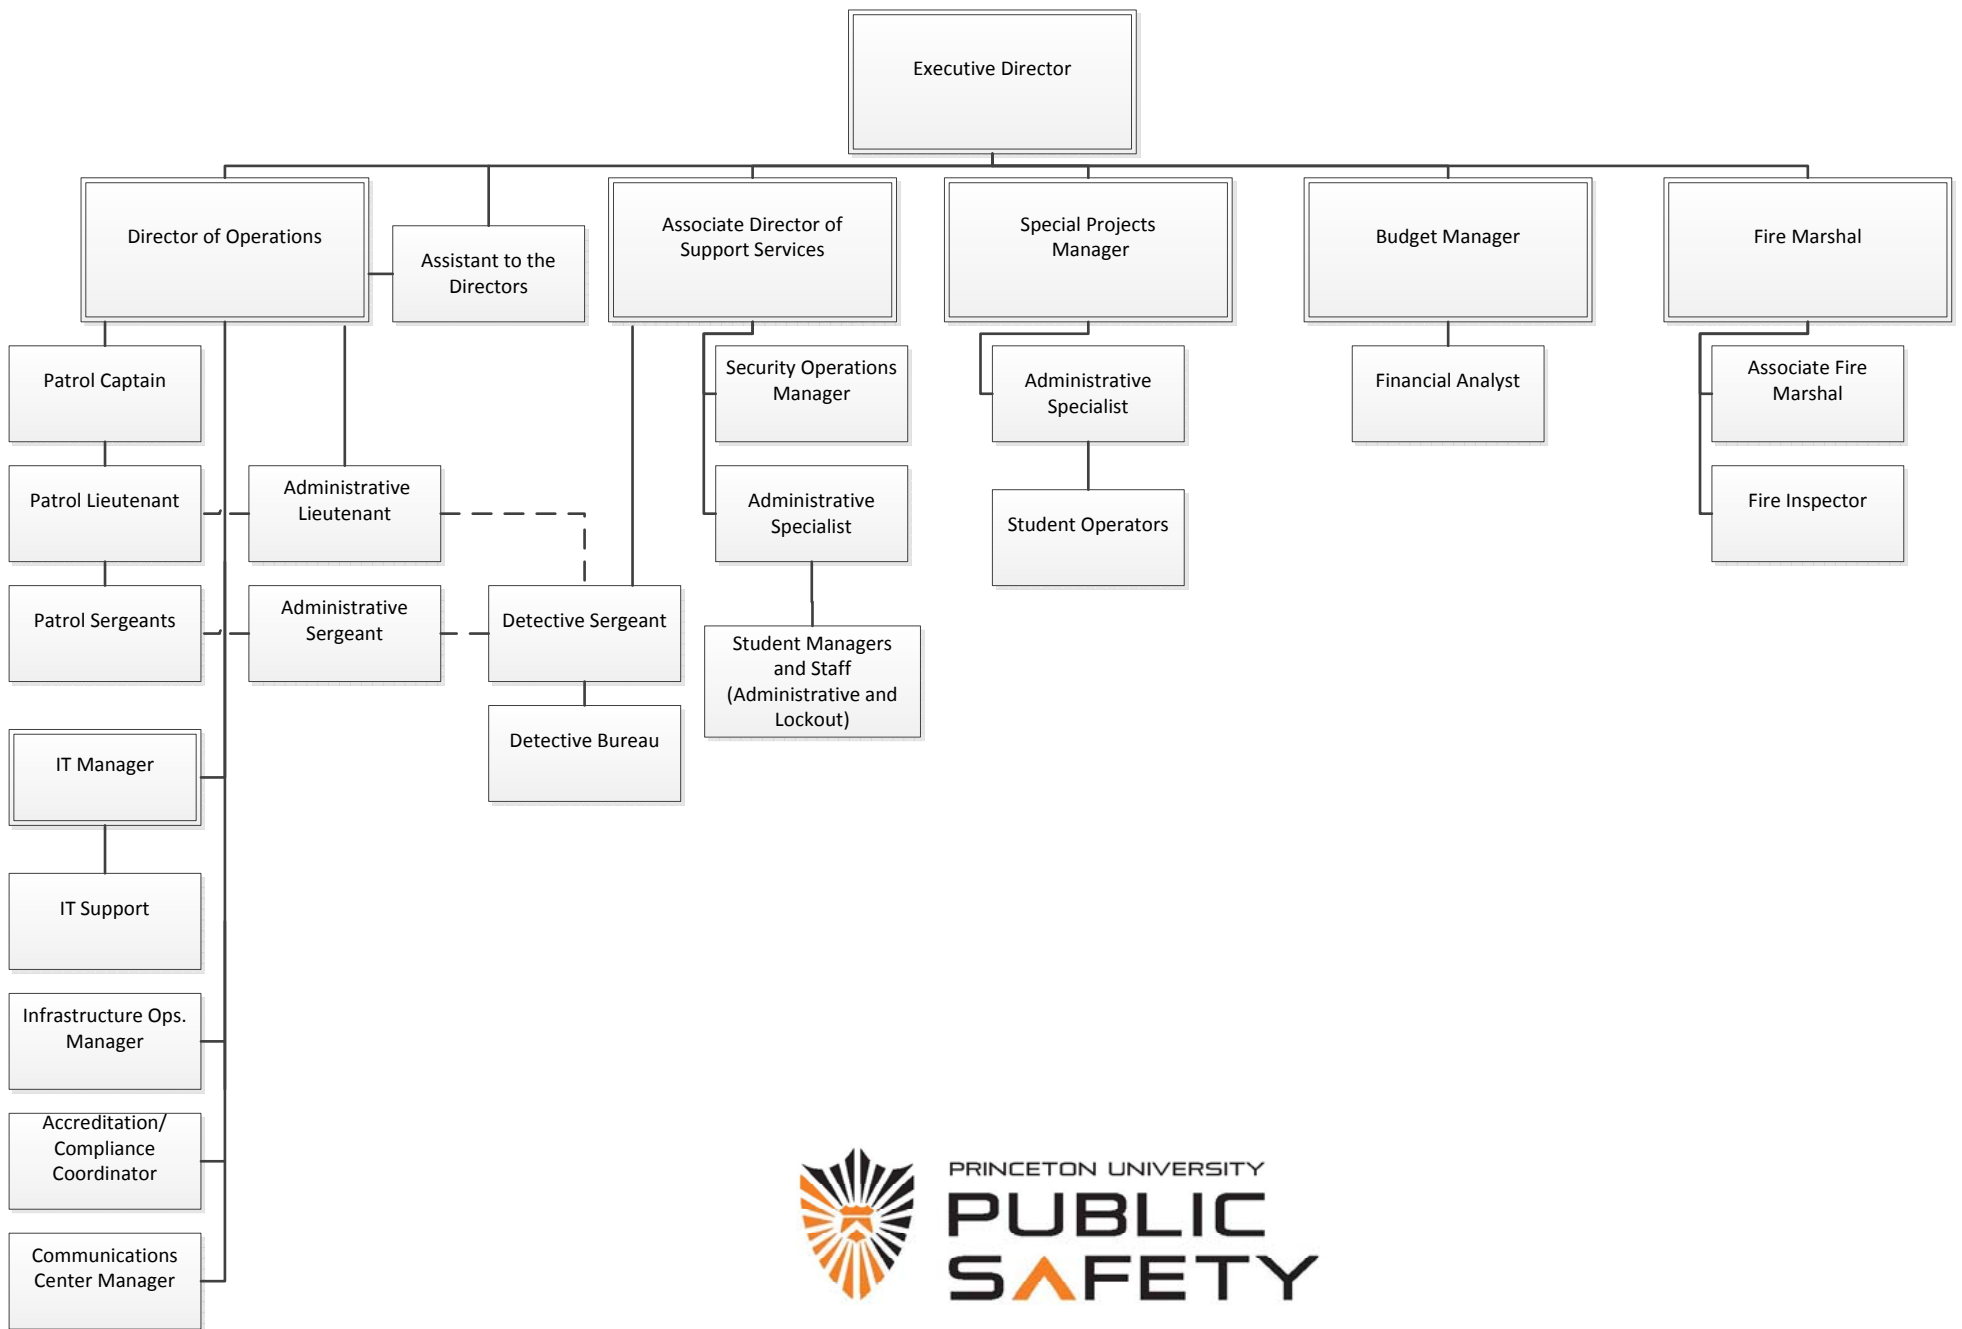 Executive Director
Director of Operations
Assistant to the
Directors
Associate Director of
Support Services
Special Projects
Manager
Budget Manager
Fire Marshal
Patrol Captain
Security Operations
Manager
Administrative
Specialist
Financial Analyst
Associate Fire
Marshal
Patrol Lieutenant
Administrative
Lieutenant
Administrative
Specialist
Student Operators
Fire Inspector
Patrol Sergeants
Administrative
Sergeant
Detective Sergeant
Student Managers
and Staff
(Administrative and
Lockout)
Detective Bureau
IT Manager
IT Support
Infrastructure Ops.
Manager
Accreditation/
Compliance
Coordinator
Communications
Center Manager
PRINCETON UNIVERSITY
PUBLIC
SAFETY